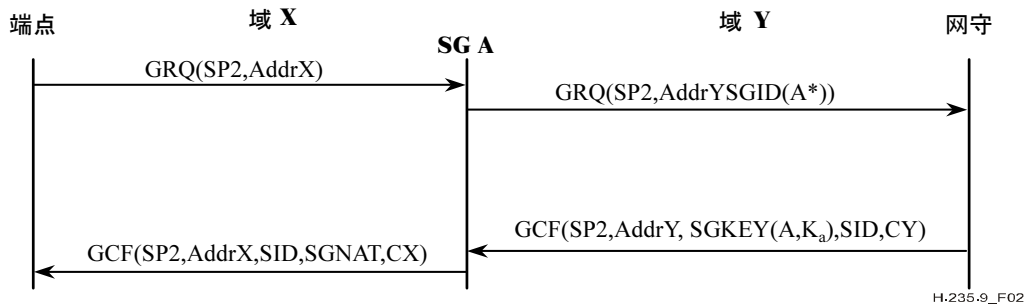 端点
域 X
SG A
域 Y
网守
GRQ(SP2,AddrX)
GRQ(SP2,AddrYSGID(A*))
GCF(SP2,AddrY, SGKEY(A,Ka),SID,CY)
GCF(SP2,AddrX,SID,SGNAT,CX)
H.235.9_F02